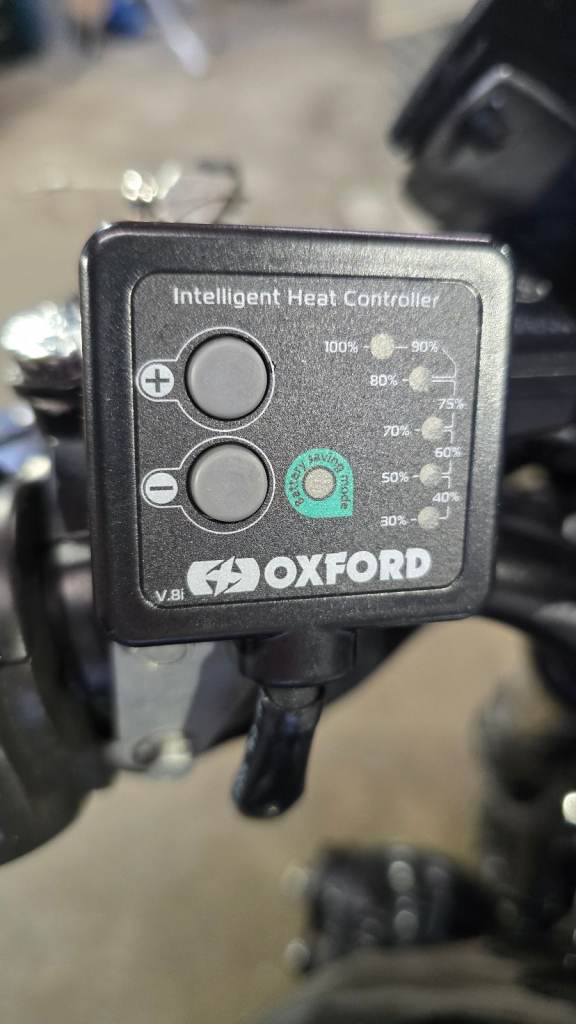 Intelligent Heat Controller
+
100% 90%
80%
75%
70%
60%
−
50%
Battery saving mode
40%
30%
OXFORD
V.8i